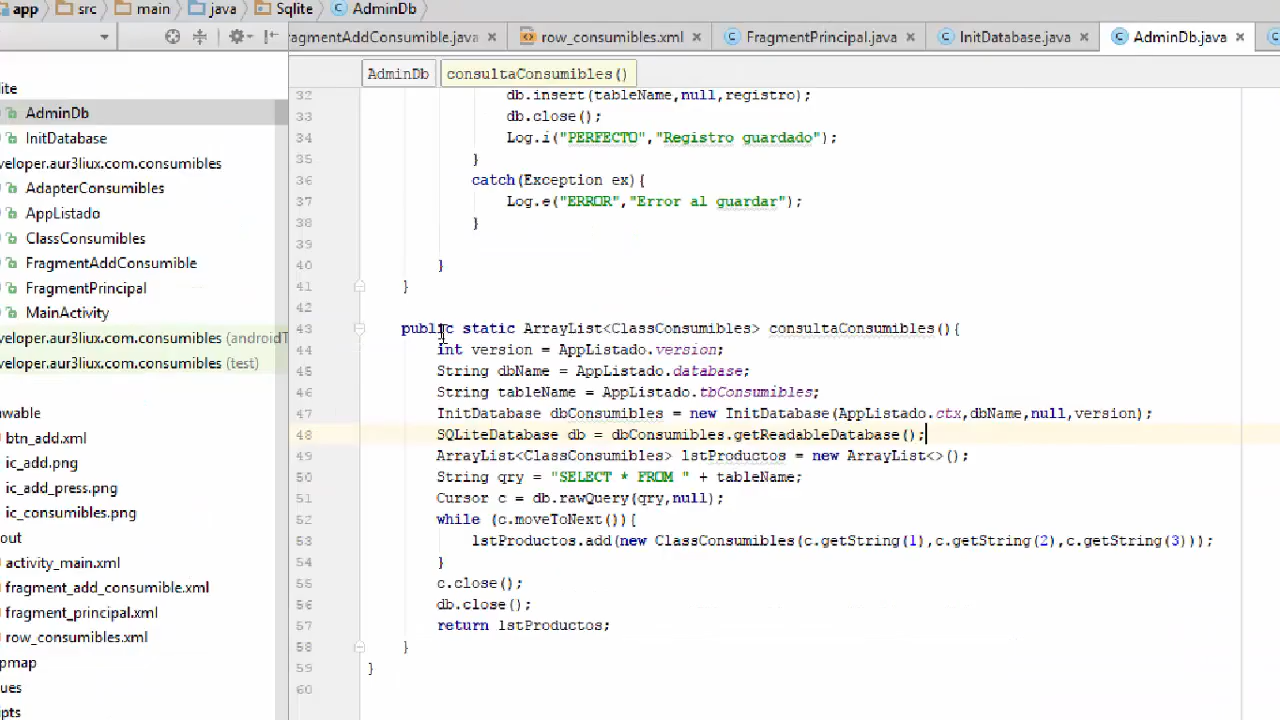 app src main java Sqlite AdminDb
ragmentAddConsumible.java row_consumibles.xml FragmentPrincipal.java InitDatabase.java AdminDb.java
AdminDb consultaConsumibles()
lite
AdminDb
InitDatabase
veloper.aur3liux.com.consumibles
AdapterConsumibles
AppListado
ClassConsumibles
FragmentAddConsumible
FragmentPrincipal
MainActivity
veloper.aur3liux.com.consumibles (androidT
veloper.aur3liux.com.consumibles (test)
awable
btn_add.xml
ic_add.png
ic_add_press.png
ic_consumibles.png
out
activity_main.xml
fragment_add_consumible.xml
fragment_principal.xml
row_consumibles.xml
pmap
ues
ipts
32 db.insert(tableName,null,registro);
33 db.close();
34 Log.i("PERFECTO","Registro guardado");
35 }
36 catch(Exception ex){
37 Log.e("ERROR","Error al guardar");
38 }
39
40 }
41 }
42
43 public static ArrayList<ClassConsumibles> consultaConsumibles(){
44 int version = AppListado.version;
45 String dbName = AppListado.database;
46 String tableName = AppListado.tbConsumibles;
47 InitDatabase dbConsumibles = new InitDatabase(AppListado.ctx,dbName,null,version);
48 SQLiteDatabase db = dbConsumibles.getReadableDatabase();
49 ArrayList<ClassConsumibles> lstProductos = new ArrayList<>();
50 String qry = "SELECT * FROM " + tableName;
51 Cursor c = db.rawQuery(qry,null);
52 while (c.moveToNext()){
53 lstProductos.add(new ClassConsumibles(c.getString(1),c.getString(2),c.getString(3)));
54 }
55 c.close();
56 db.close();
57 return lstProductos;
58 }
59 }
60